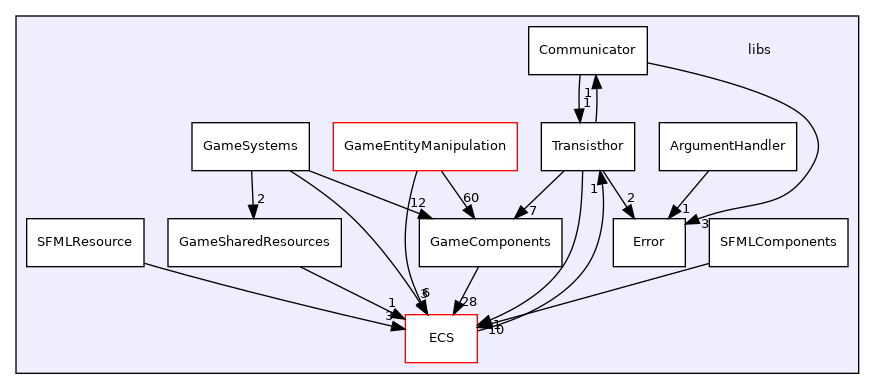 Communicator
libs
1
1
GameSystems
GameEntityManipulation
Transisthor
ArgumentHandler
2
12
60
7
1
2
1
3
SFMLResource
GameSharedResources
GameComponents
Error
SFMLComponents
1
3
3
6
28
1
10
ECS